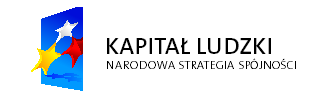 KAPITAŁ LUDZKI
NARODOWA STRATEGIA SPÓJNOŚCI